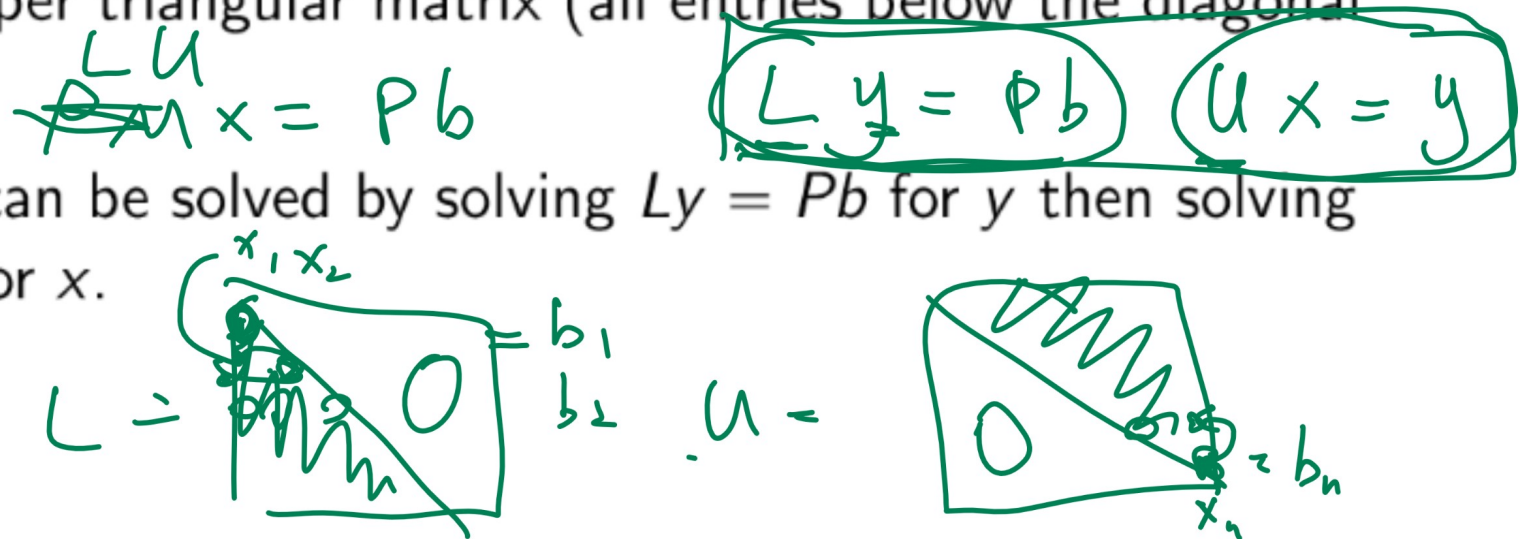 per triangular matrix (all entries below the diagonal
LU
x = Pb
Ly = Pb Ux = y
can be solved by solving Ly = Pb for y then solving
or x.
x₁ x₂
= b₁
L = 0 b₂
U = 0 = bₙ
xₙ